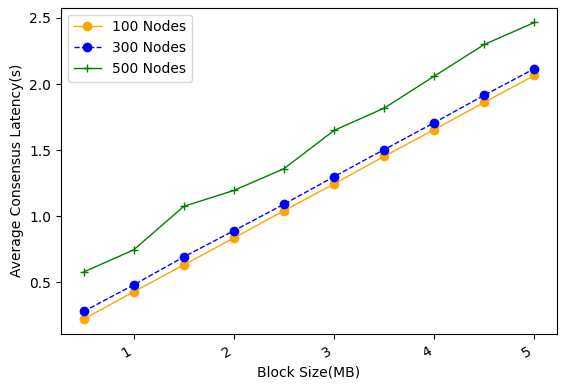 100 Nodes
300 Nodes
500 Nodes
Average Consensus Latency(s)
2.5
2.0
1.5
1.0
0.5
1
2
3
4
5
Block Size(MB)